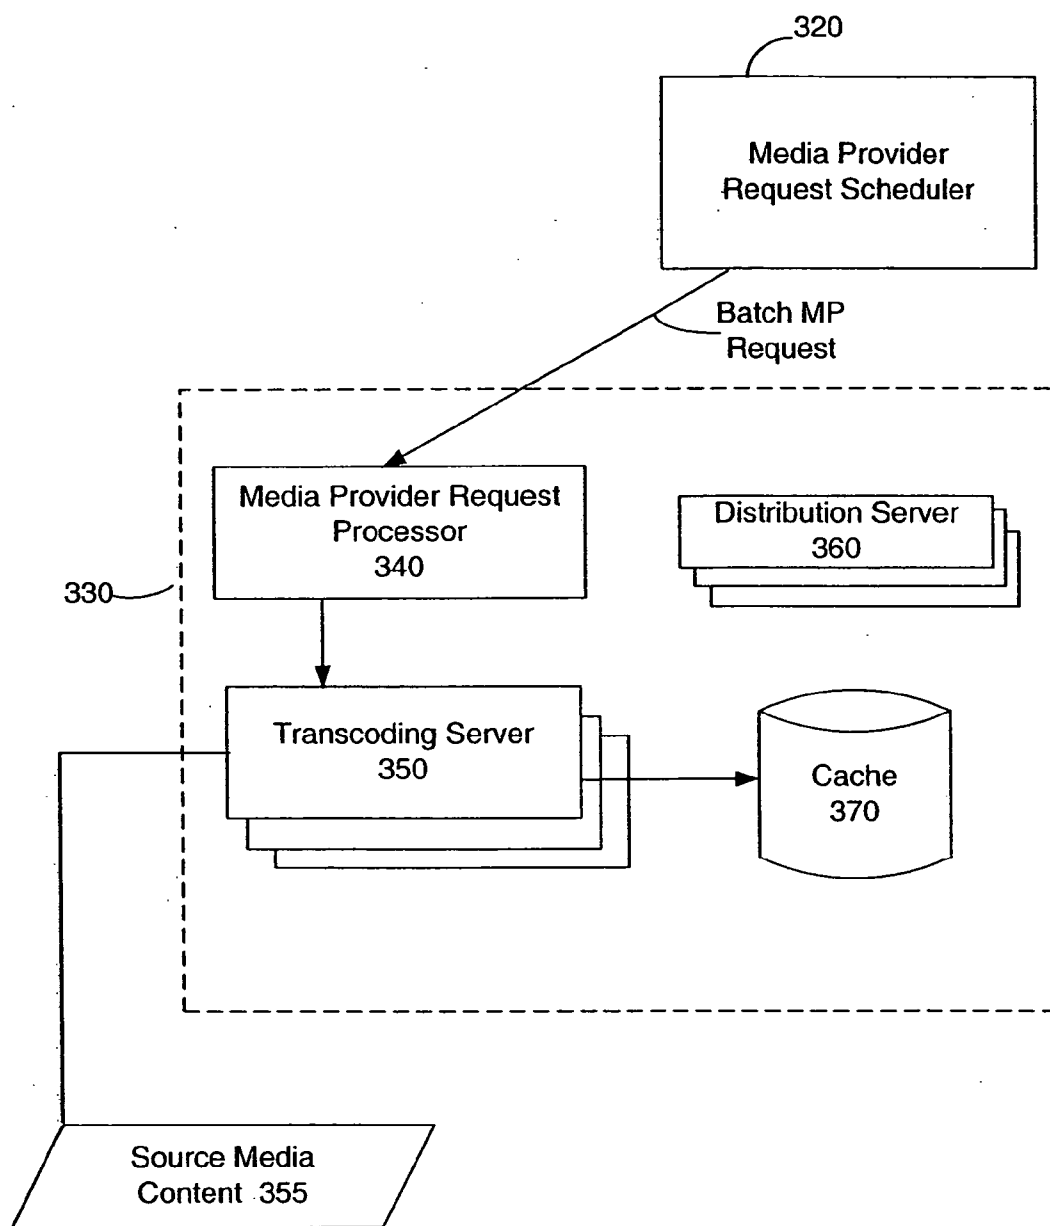 320
Media Provider
Request Scheduler
Batch MP
Request
Media Provider Request
Processor
340
Distribution Server
360
330
Transcoding Server
350
Cache
370
Source Media
Content 355